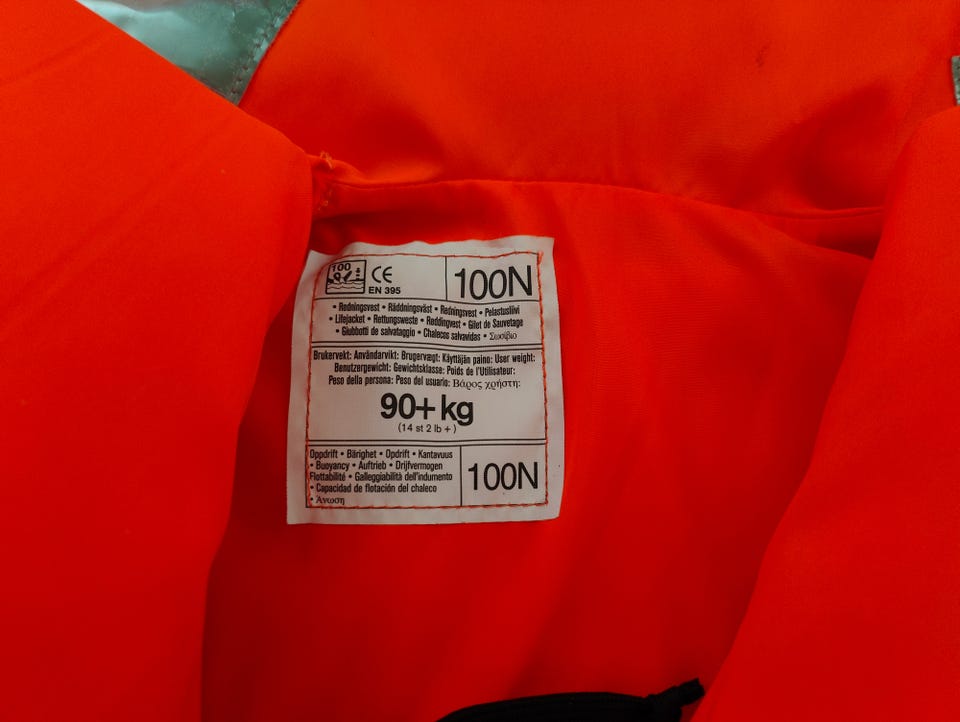 100
CE
EN 395
100N
• Redningsvest • Räddningsväst • Redningsvest • Pelastusliivi
• Lifejacket • Rettungsweste • Reddingvest • Gilet de Sauvetage
• Giubbotti de salvataggio • Chalecos salvavidas • Σωσίβιο
Brukervekt: Användarvikt: Brugervægt: Käyttäjän paino: User weight:
Benutzergewicht: Gewichtsklasse: Poids de l'Utilisateur:
Peso della persona: Peso del usuario: Βάρος χρήστη:
90+ kg
(14 st 2 lb + )
Oppdrift • Bärighet • Opdrift • Kantavuus
• Buoyancy • Auftrieb • Drijfvermogen
Flottabilité • Galleggiabilità dell'indumento
• Capacidad de flotación del chaleco
• Άνωση
100N